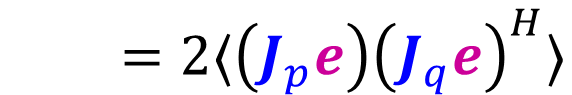 = 2⟨(J_p e)(J_q e)^H⟩